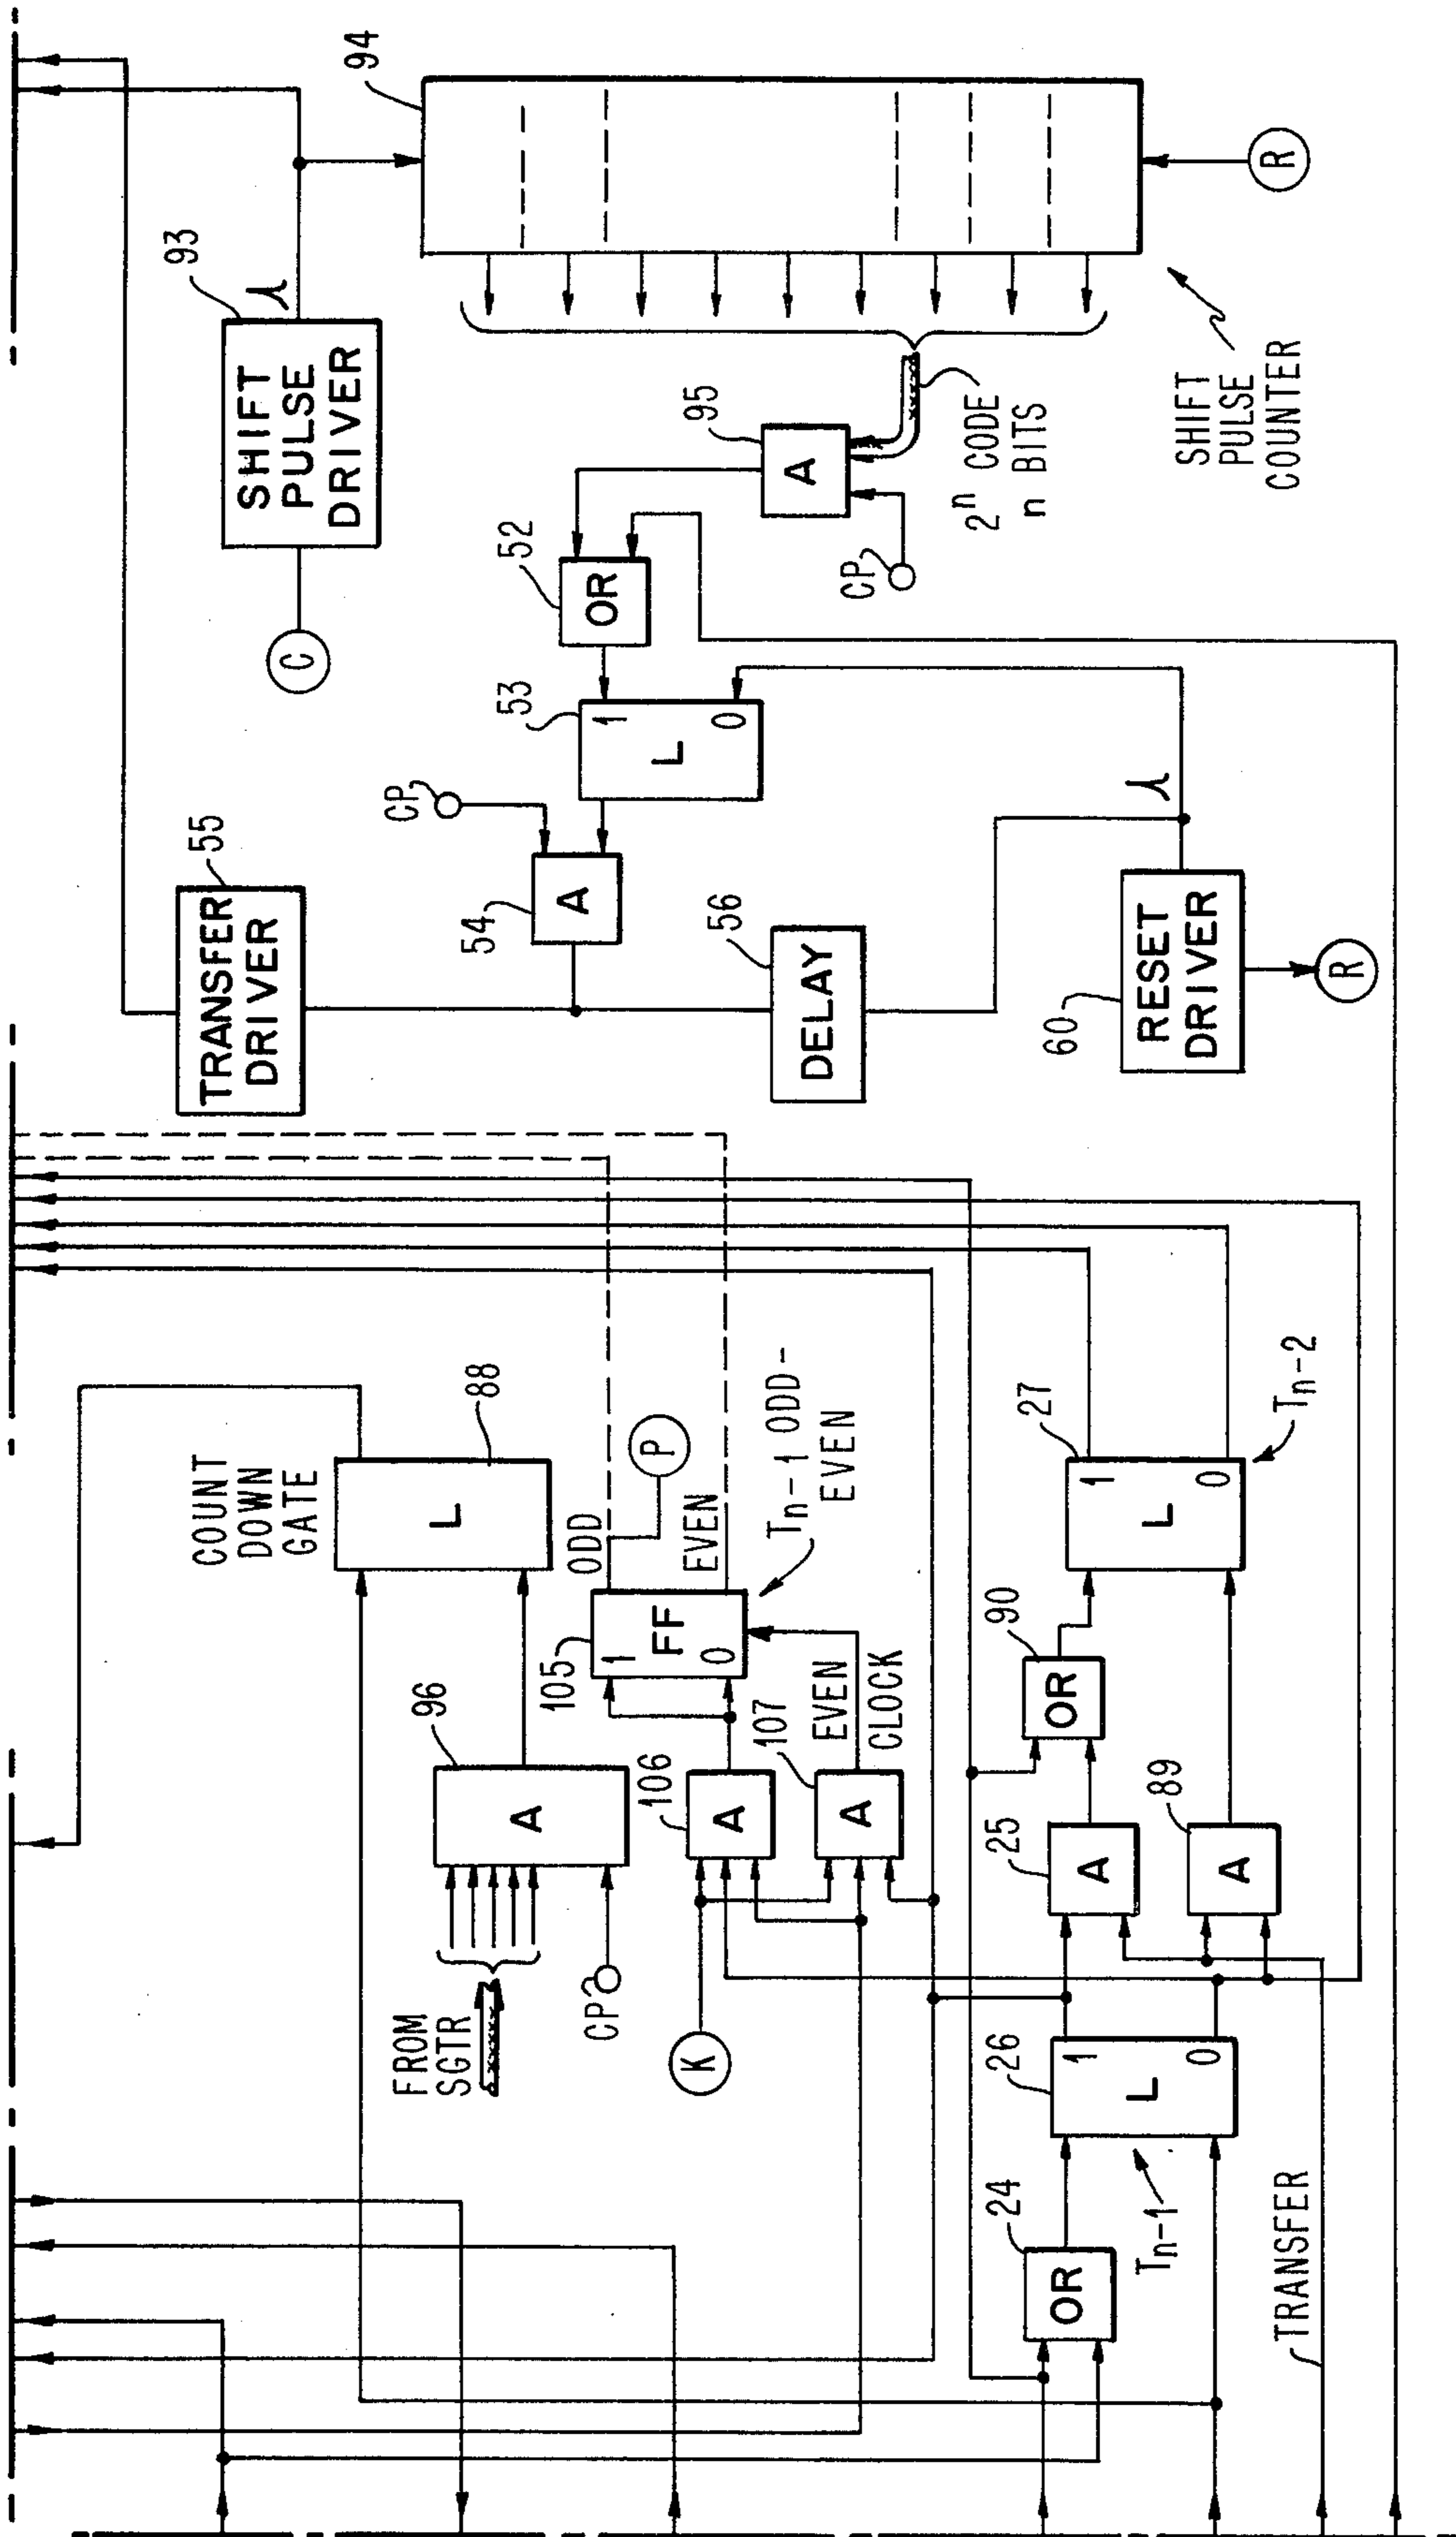 94
93
SHIFT
PULSE
DRIVER
C
R
SHIFT
PULSE
COUNTER
95
A
2ⁿ CODE
n BITS
CP
52
OR
53
1
L
0
CP
54
A
55
TRANSFER
DRIVER
56
DELAY
60
RESET
DRIVER
R
COUNT
DOWN
GATE
88
L
ODD
EVEN
P
Tn-1 ODD-
EVEN
105
1
FF
0
96
A
FROM
SGTR
CP
106
A
107
A
EVEN
CLOCK
K
27
1
L
0
Tn-2
90
OR
25
A
89
A
26
1
L
0
Tn-1
24
OR
TRANSFER